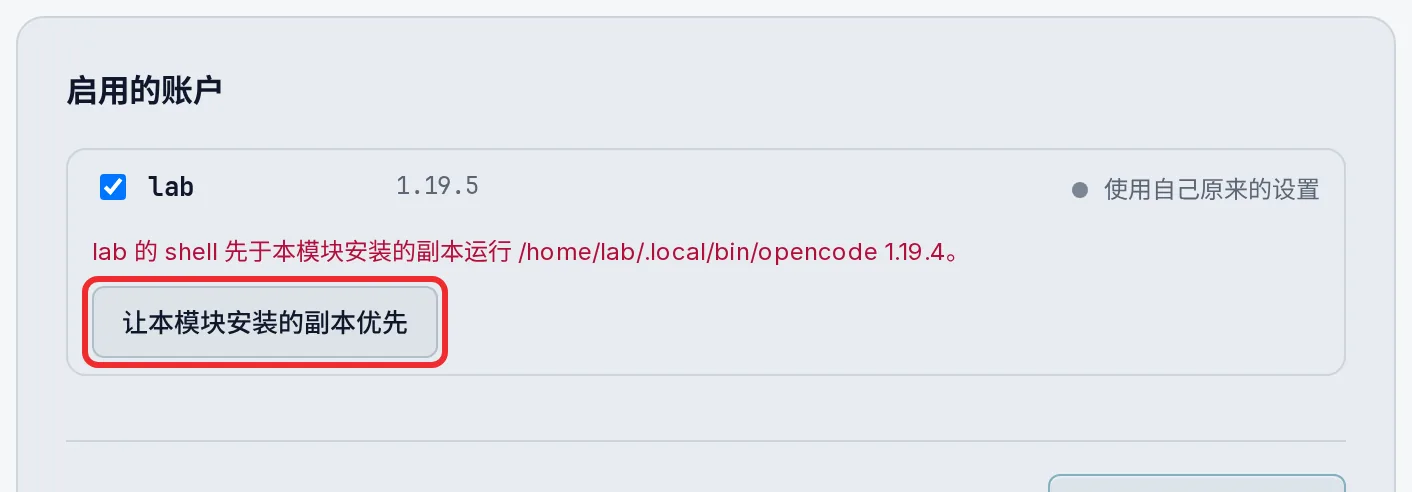 启用的账户
lab 1.19.5 使用自己原来的设置
lab 的 shell 先于本模块安装的副本运行 /home/lab/.local/bin/opencode 1.19.4。
让本模块安装的副本优先